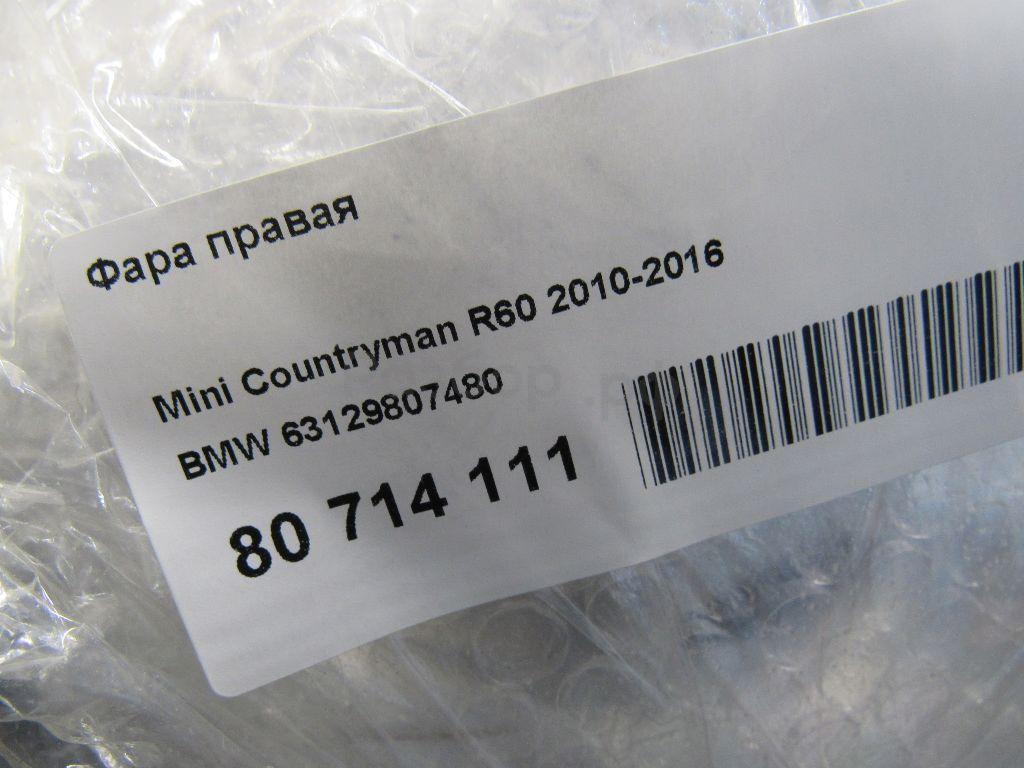 Фара правая
Mini Countryman R60 2010-2016
BMW 63129807480
80 714 111